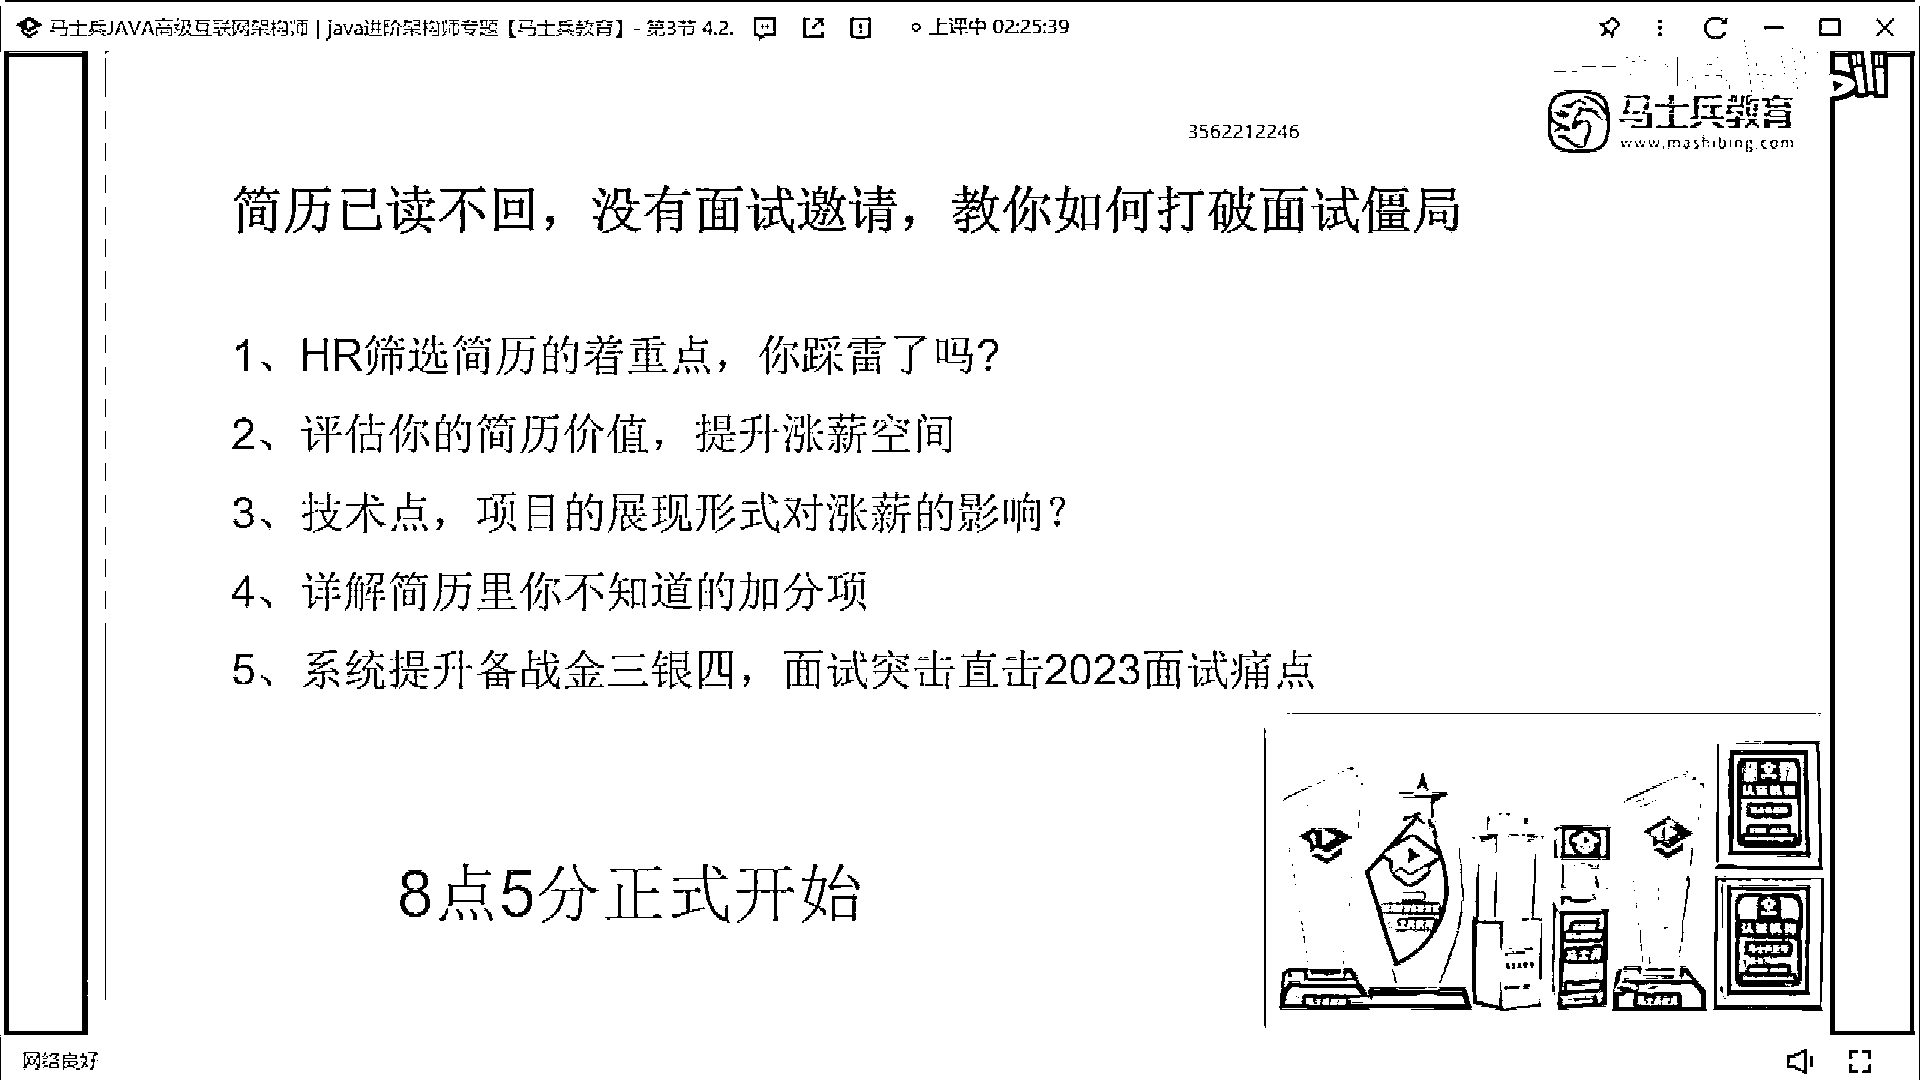 马士兵JAVA高级互联网架构师 | java进阶架构师专题【马士兵教育】- 第3节 4.2.
上课中 02:25:39
3562212246
马士兵教育
www.mashibing.com
简历已读不回，没有面试邀请，教你如何打破面试僵局
1、HR筛选简历的着重点，你踩雷了吗?
2、评估你的简历价值，提升涨薪空间
3、技术点，项目的展现形式对涨薪的影响?
4、详解简历里你不知道的加分项
5、系统提升备战金三银四，面试突击直击2023面试痛点
8点5分正式开始
网络良好